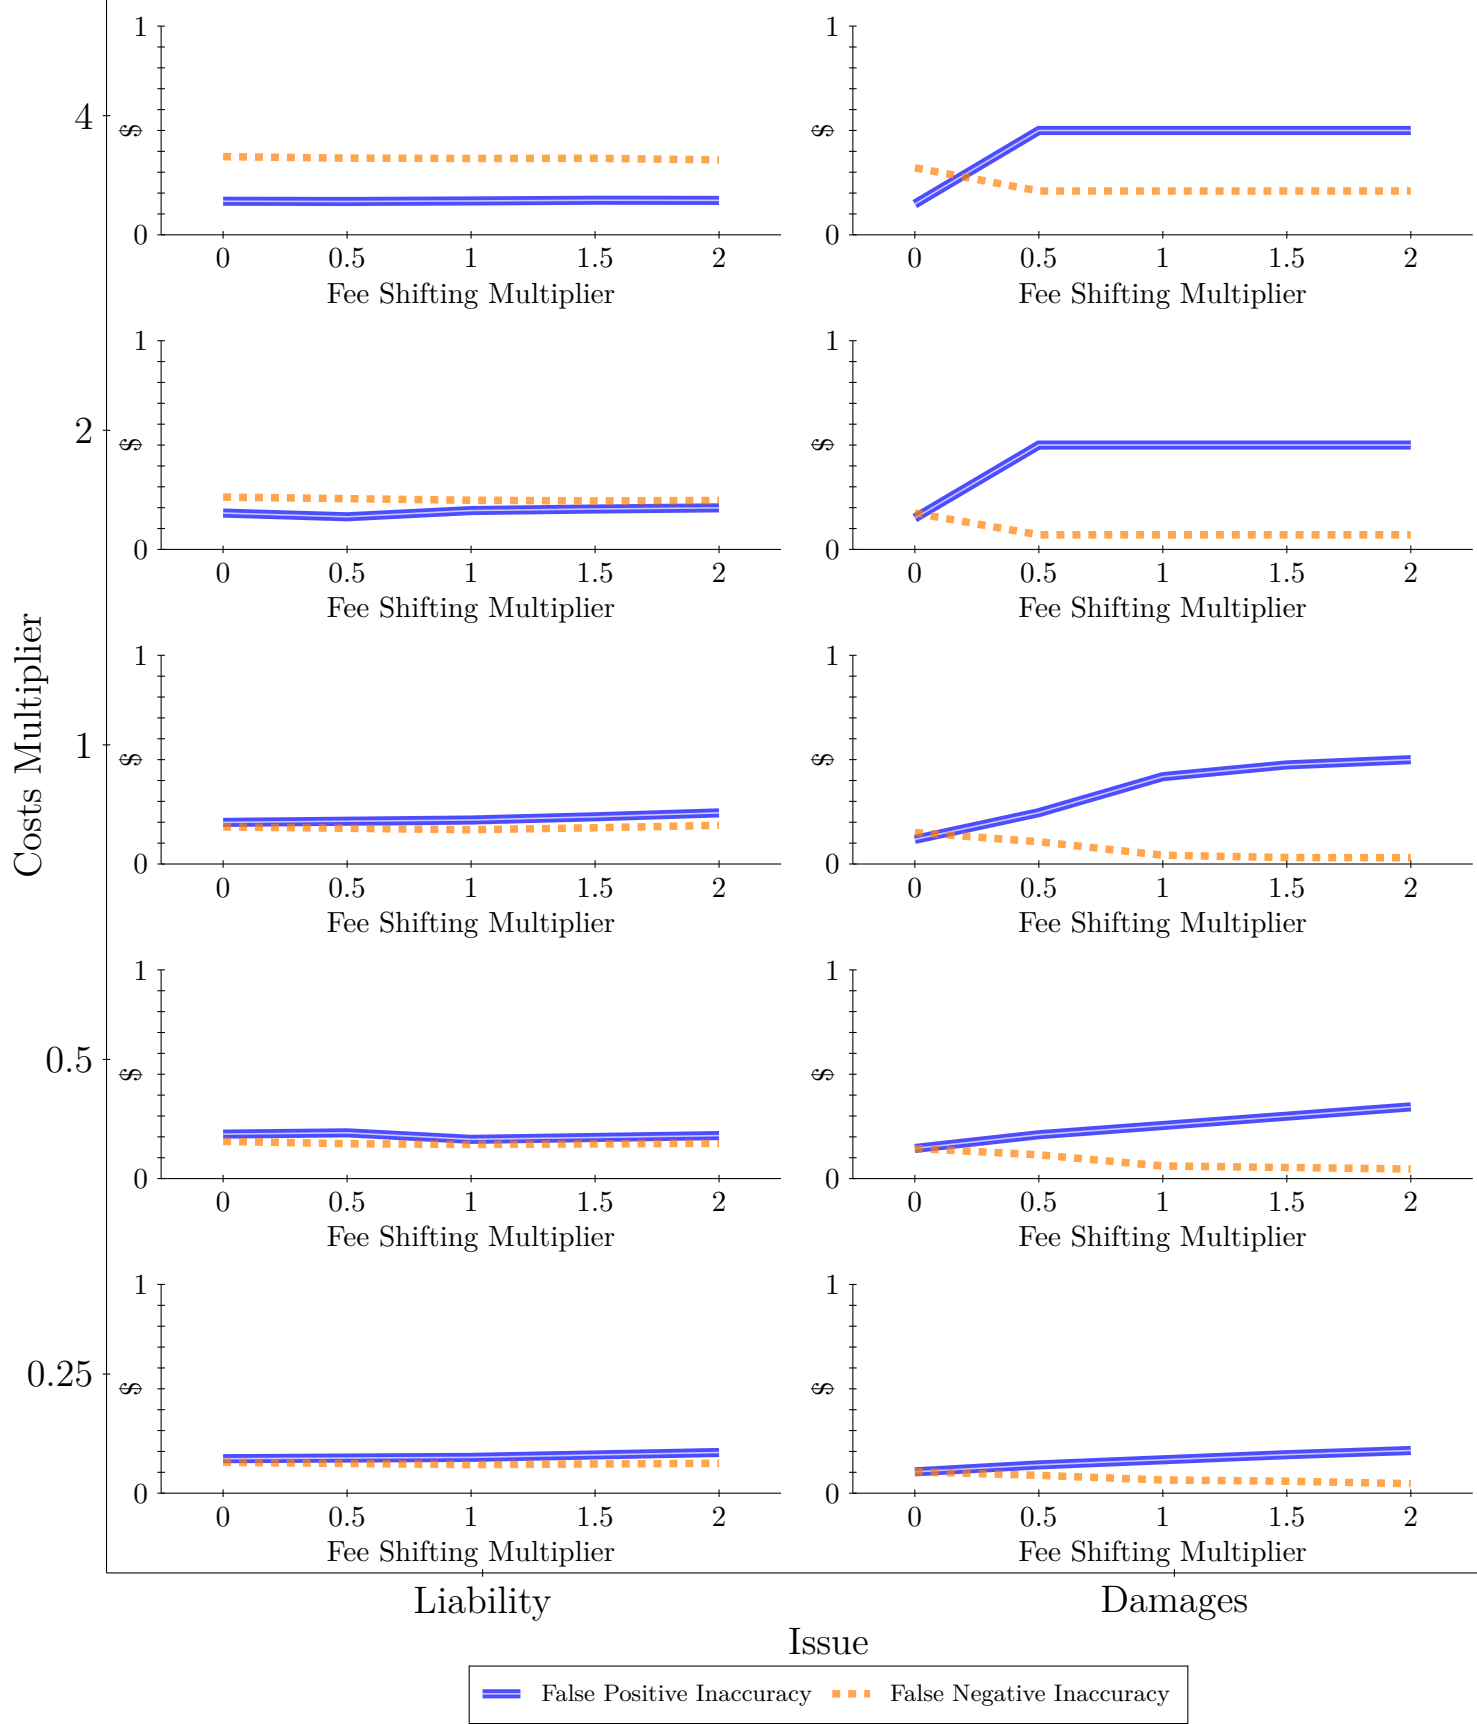 1
1
4
$
$
0
0
0 0.5 1 1.5 2
0 0.5 1 1.5 2
Fee Shifting Multiplier
Fee Shifting Multiplier
1
1
2
$
$
0
0
0 0.5 1 1.5 2
0 0.5 1 1.5 2
Fee Shifting Multiplier
Fee Shifting Multiplier
Costs Multiplier
1
1
1
$
$
0
0
0 0.5 1 1.5 2
0 0.5 1 1.5 2
Fee Shifting Multiplier
Fee Shifting Multiplier
1
1
0.5
$
$
0
0
0 0.5 1 1.5 2
0 0.5 1 1.5 2
Fee Shifting Multiplier
Fee Shifting Multiplier
1
1
0.25
$
$
0
0
0 0.5 1 1.5 2
0 0.5 1 1.5 2
Fee Shifting Multiplier
Fee Shifting Multiplier
Liability
Damages
Issue
False Positive Inaccuracy
False Negative Inaccuracy